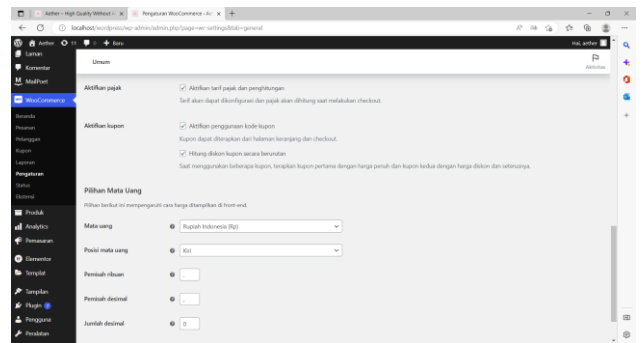 Aether - High Quality Without H
Pengaturan WooCommerce ‹ Aet
localhost/wordpress/wp-admin/admin.php?page=wc-settings&tab=general
Aether
0
+ Baru
Hai, aether
Laman
Komentar
MailPoet
WooCommerce
Beranda
Pesanan
Pelanggan
Kupon
Laporan
Pengaturan
Status
Ekstensi
Produk
Analytics
Pemasaran
Elementor
Templat
Tampilan
Plugin
Pengguna
Peralatan
Umum
Aktivitas
Aktifkan pajak
Aktifkan tarif pajak dan penghitungan
Tarif akan dapat dikonfigurasi dan pajak akan dihitung saat melakukan checkout.
Aktifkan kupon
Aktifkan penggunaan kode kupon
Kupon dapat diterapkan dari halaman keranjang dan checkout.
Hitung diskon kupon secara berurutan
Saat menggunakan beberapa kupon, terapkan kupon pertama dengan harga penuh dan kupon kedua dengan harga diskon dan seterusnya.
Pilihan Mata Uang
Pilihan berikut ini mempengaruhi cara harga ditampilkan di front-end.
Mata uang
Rupiah Indonesia (Rp)
Posisi mata uang
Kiri
Pemisah ribuan
Pemisah desimal
Jumlah desimal
0